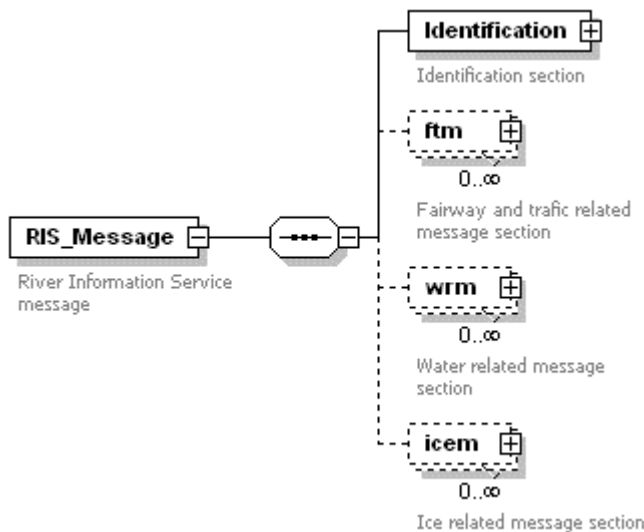 Identification
Identification section
ftm
0..∞
Fairway and trafic related
message section
RIS_Message
River Information Service
message
wrm
0..∞
Water related message
section
icem
0..∞
Ice related message section